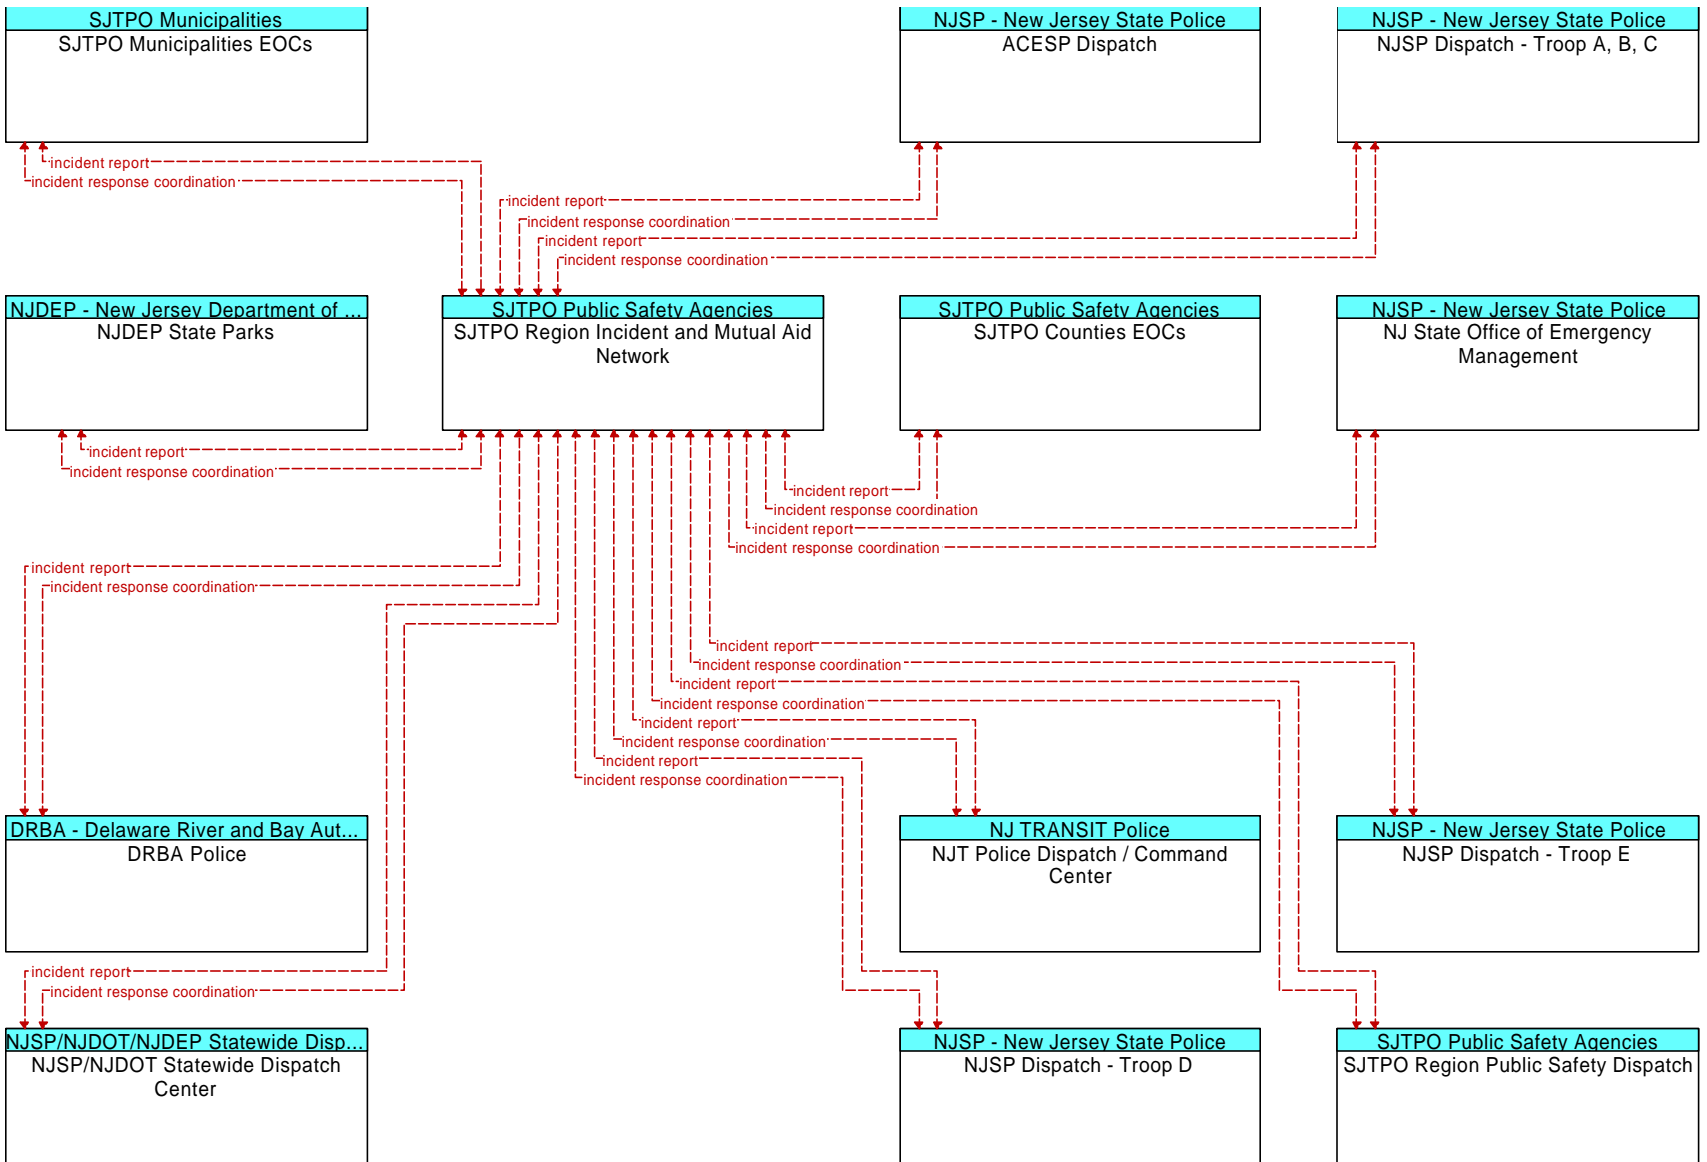 SJTPO Municipalities
SJTPO Municipalities EOCs
NJSP - New Jersey State Police
ACESP Dispatch
NJSP - New Jersey State Police
NJSP Dispatch - Troop A, B, C
incident report
incident response coordination
incident report
incident response coordination
incident report
incident response coordination
NJDEP - New Jersey Department of ...
NJDEP State Parks
SJTPO Public Safety Agencies
SJTPO Region Incident and Mutual Aid
Network
SJTPO Public Safety Agencies
SJTPO Counties EOCs
NJSP - New Jersey State Police
NJ State Office of Emergency
Management
incident report
incident response coordination
incident report
incident response coordination
incident report
incident response coordination
incident report
incident response coordination
incident report
incident response coordination
incident report
incident response coordination
incident report
incident response coordination
incident report
incident response coordination
DRBA - Delaware River and Bay Aut...
DRBA Police
NJ TRANSIT Police
NJT Police Dispatch / Command
Center
NJSP - New Jersey State Police
NJSP Dispatch - Troop E
incident report
incident response coordination
NJSP/NJDOT/NJDEP Statewide Disp...
NJSP/NJDOT Statewide Dispatch
Center
NJSP - New Jersey State Police
NJSP Dispatch - Troop D
SJTPO Public Safety Agencies
SJTPO Region Public Safety Dispatch